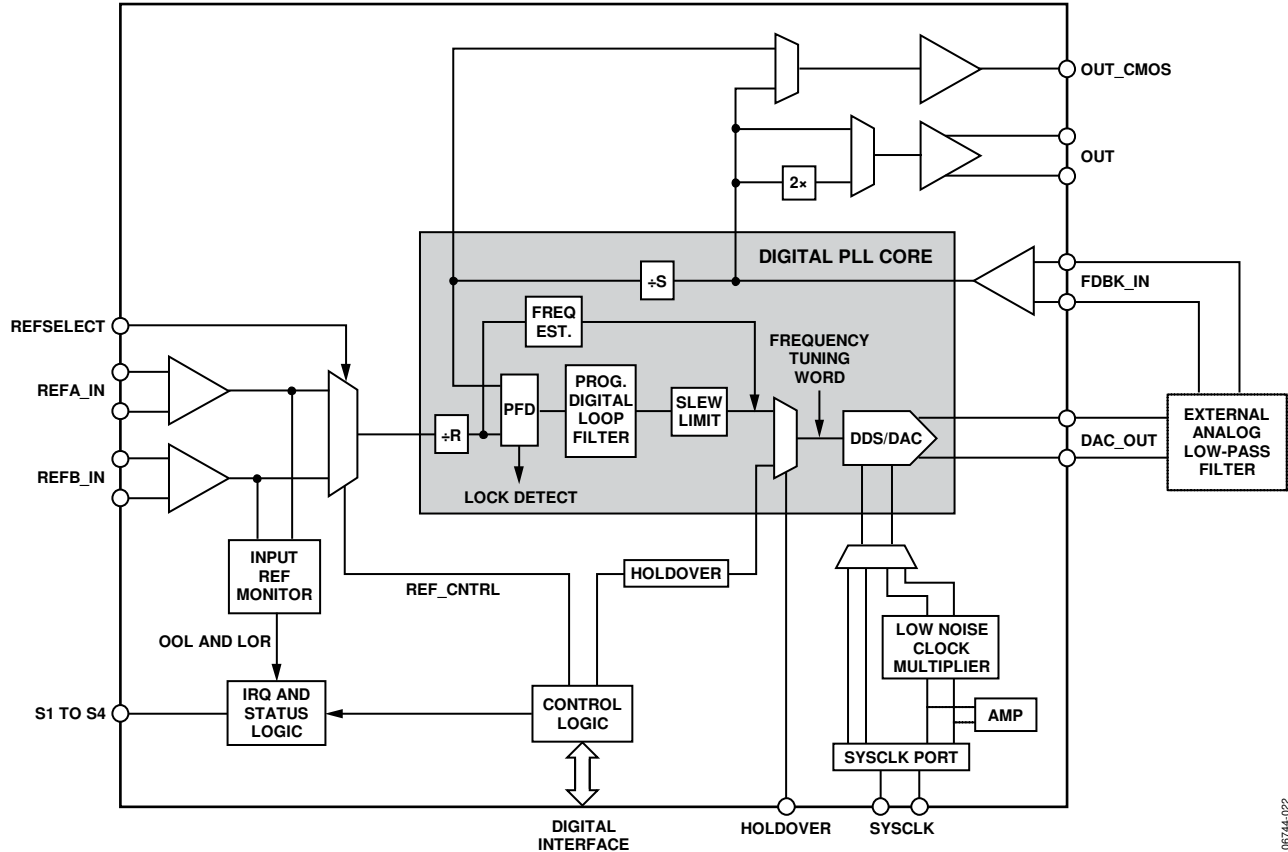 OUT_CMOS
OUT
2×
DIGITAL PLL CORE
÷S
FDBK_IN
FREQ
EST.
REFSELECT
FREQUENCY
TUNING
WORD
REFA_IN
÷R
PFD
PROG.
DIGITAL
LOOP
FILTER
SLEW
LIMIT
DDS/DAC
DAC_OUT
EXTERNAL
ANALOG
LOW-PASS
FILTER
REFB_IN
LOCK DETECT
INPUT
REF
MONITOR
REF_CNTRL
HOLDOVER
OOL AND LOR
LOW NOISE
CLOCK
MULTIPLIER
S1 TO S4
IRQ AND
STATUS
LOGIC
CONTROL
LOGIC
AMP
SYSCLK PORT
DIGITAL
INTERFACE
HOLDOVER
SYSCLK
06744-022